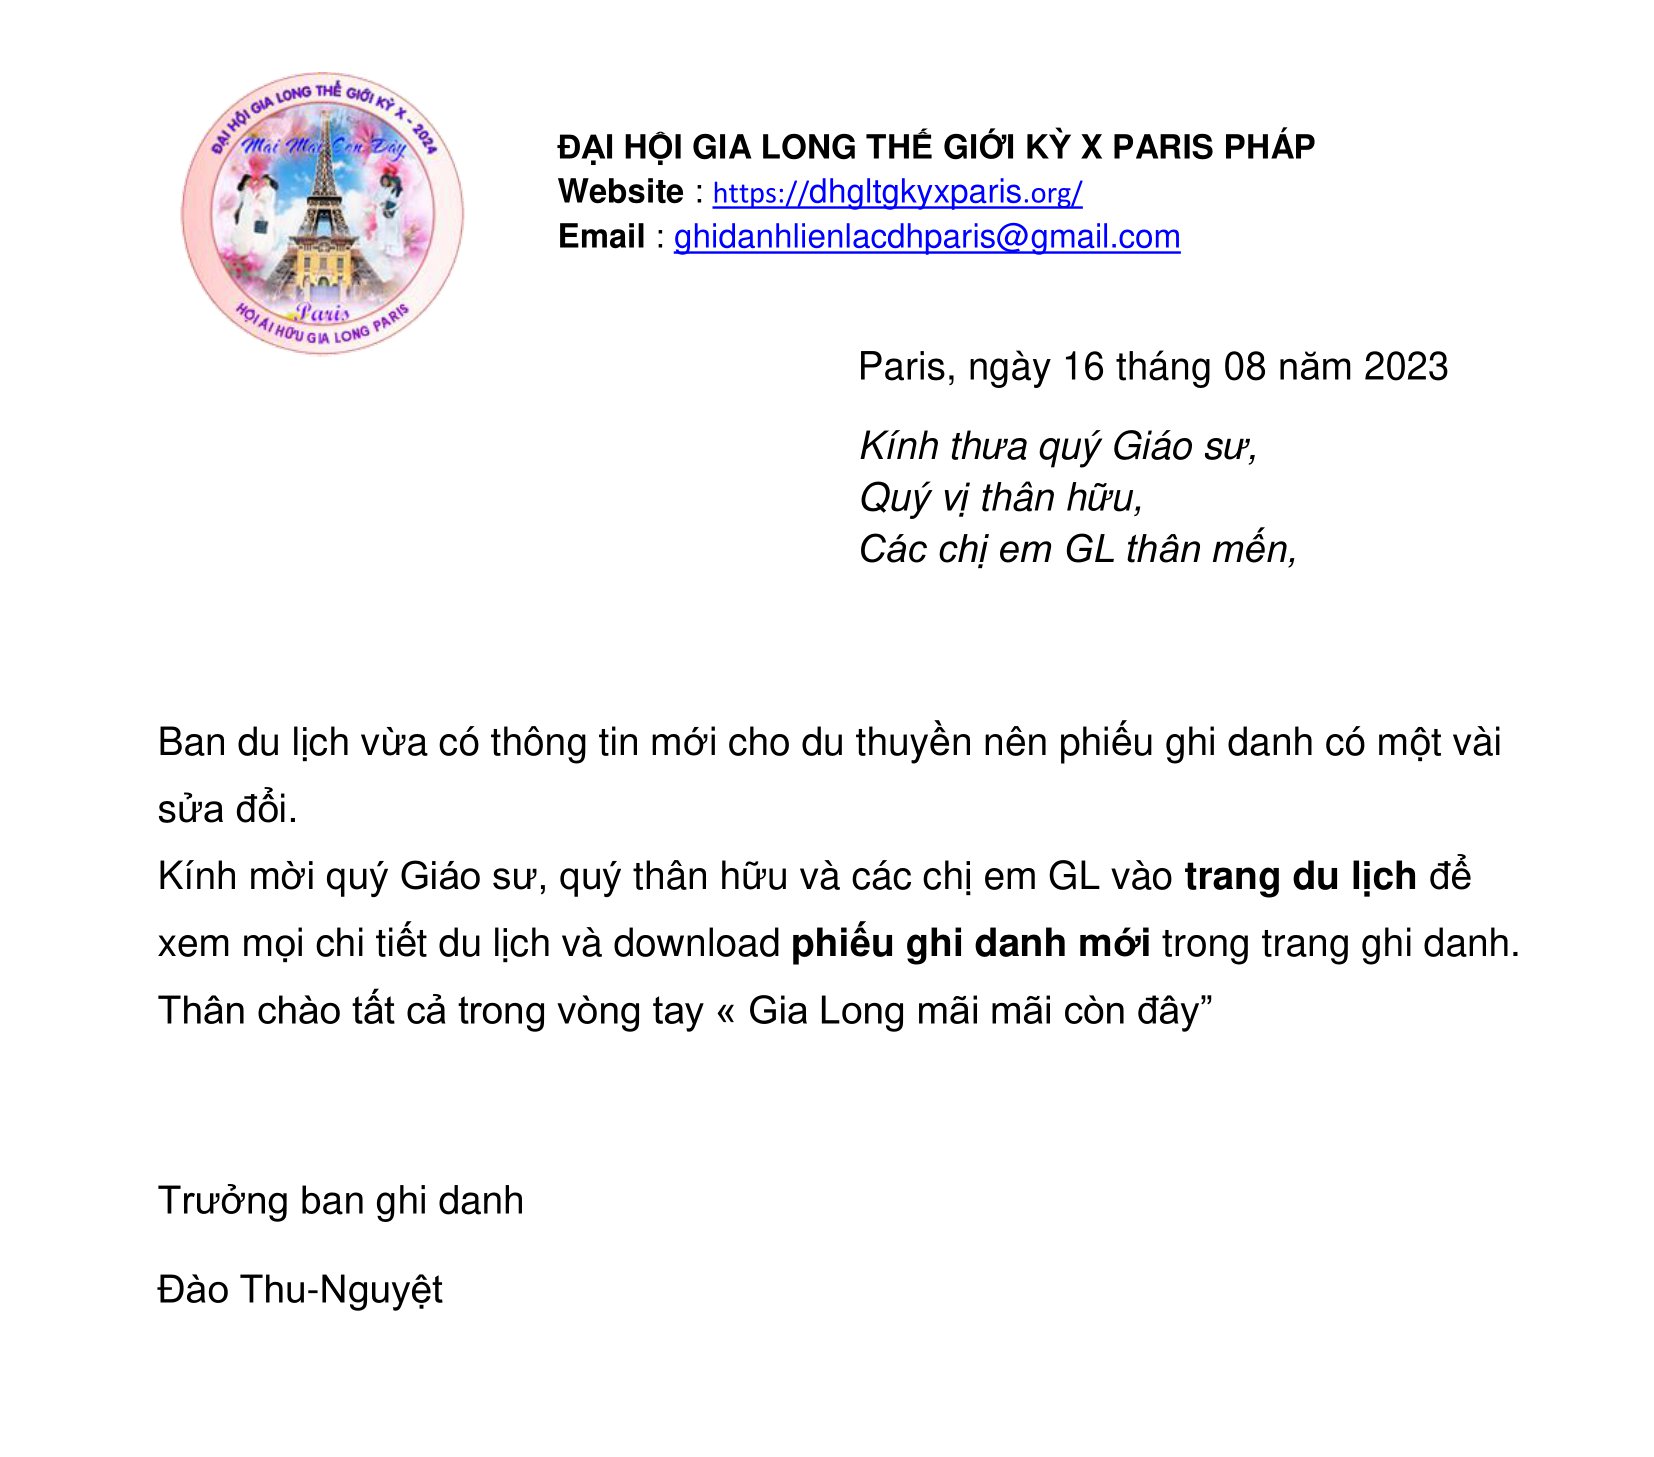 ĐẠI HỘI GIA LONG THẾ GIỚI KỲ X - 2024
Mãi Mãi Còn Đây
Paris
HỘI ÁI HỮU GIA LONG PARIS
ĐẠI HỘI GIA LONG THẾ GIỚI KỲ X PARIS PHÁP
Website : https://dhgltgkyxparis.org/
Email : ghidanhlienlacdhparis@gmail.com
Paris, ngày 16 tháng 08 năm 2023
Kính thưa quý Giáo sư,
Quý vị thân hữu,
Các chị em GL thân mến,
Ban du lịch vừa có thông tin mới cho du thuyền nên phiếu ghi danh có một vài
sửa đổi.
Kính mời quý Giáo sư, quý thân hữu và các chị em GL vào trang du lịch để
xem mọi chi tiết du lịch và download phiếu ghi danh mới trong trang ghi danh.
Thân chào tất cả trong vòng tay « Gia Long mãi mãi còn đây”
Trưởng ban ghi danh
Đào Thu-Nguyệt